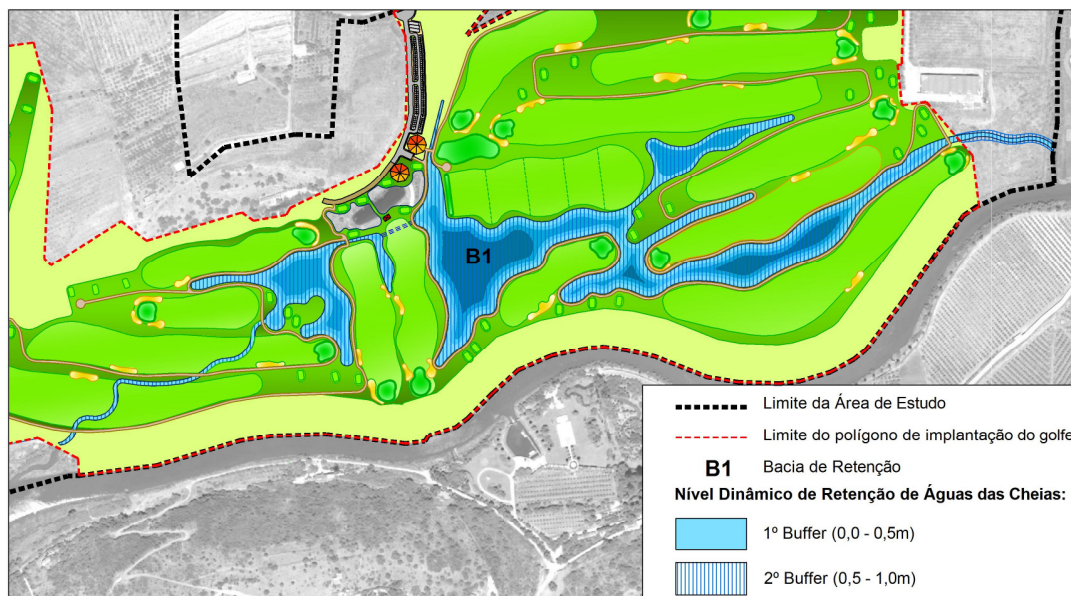 B1
Limite da Área de Estudo
Limite do polígono de implantação do golfe
B1 Bacia de Retenção
Nível Dinâmico de Retenção de Águas das Cheias:
1º Buffer (0,0 - 0,5m)
2º Buffer (0,5 - 1,0m)